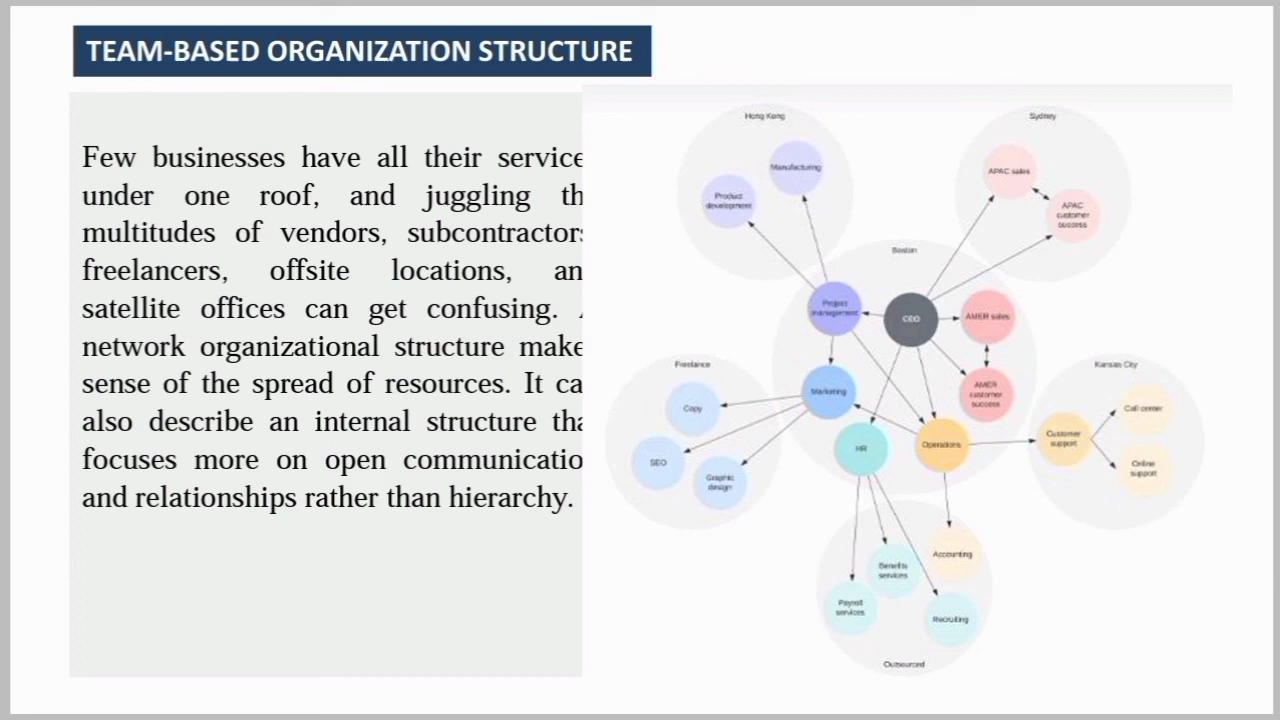 TEAM-BASED ORGANIZATION STRUCTURE
Few businesses have all their service
under one roof, and juggling th
multitudes of vendors, subcontractors
freelancers, offsite locations, an
satellite offices can get confusing.
network organizational structure make
sense of the spread of resources. It ca
also describe an internal structure tha
focuses more on open communicatio
and relationships rather than hierarchy.
Hong Kong
Manufacturing
Product
development
Sydney
APAC sales
APAC
customer
success
Boston
Project
management
CEO
AMER sales
AMER
customer
success
Marketing
HR
Operations
Freelance
Copy
SEO
Graphic
design
Kansas City
Customer
support
Call center
Online
support
Accounting
Benefits
services
Payroll
services
Recruiting
Outsourced